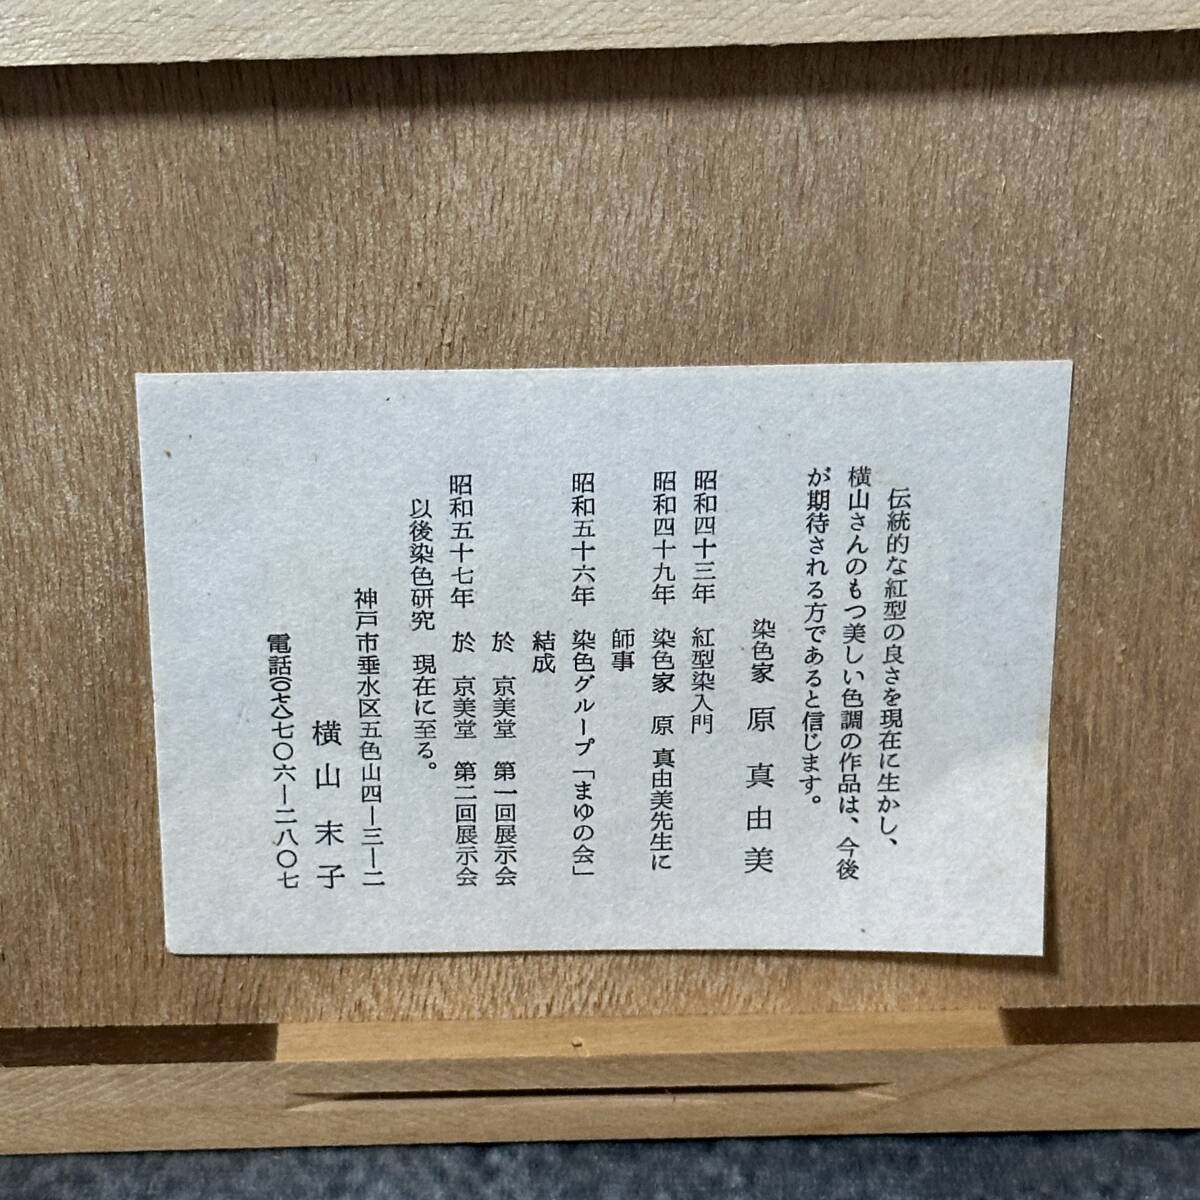 伝統的な紅型の良さを現在に生かし、
横山さんのもつ美しい色調の作品は、今後
が期待される方であると信じます。
染色家 原 真由美
昭和四十三年 紅型染入門
昭和四十九年 染色家 原 真由美先生に
師事
昭和五十六年 染色グループ「まゆの会」
結成
於 京美堂 第一回展示会
昭和五十七年 於 京美堂 第二回展示会
以後染色研究 現在に至る。
神戸市垂水区五色山四ー三ー二
横山末子
電話(〇七八)七〇六ー二八〇七